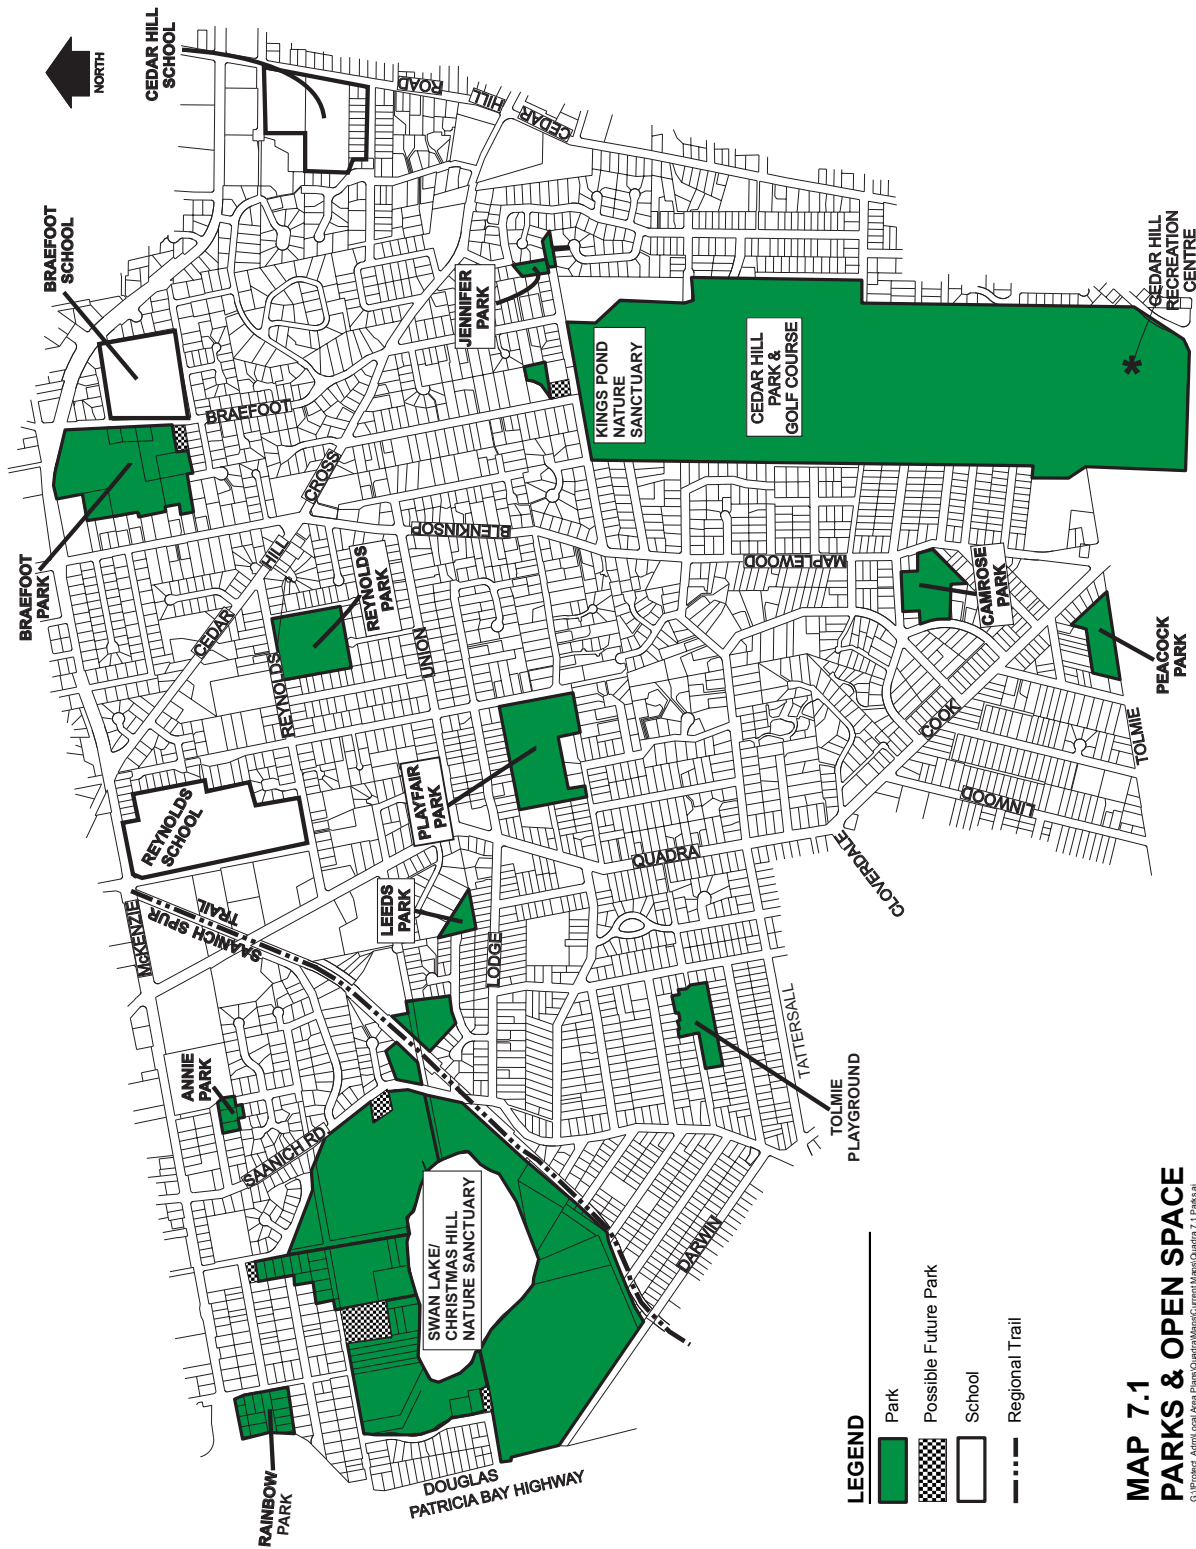 NORTH
CEDAR HILL
SCHOOL
BRAEFOOT
SCHOOL
BRAEFOOT
PARK
BRAEFOOT
CEDAR
HILL
ROAD
CEDAR
HILL
CROSS
JENNIFER
PARK
KINGS POND
NATURE
SANCTUARY
CEDAR HILL
PARK &
GOLF COURSE
*
CEDAR HILL
RECREATION
CENTRE
BLENKINSOP
MAPLEWOOD
REYNOLDS
PARK
REYNOLDS
UNION
CAMROSE
PARK
PEACOCK
PARK
COOK
TOLMIE
LINWOOD
CLOVERDALE
QUADRA
PLAYFAIR
PARK
REYNOLDS
SCHOOL
McKENZIE
SAANICH SPUR
TRAIL
LEEDS
PARK
LODGE
TATTERSALL
TOLMIE
PLAYGROUND
ANNIE
PARK
SAANICH RD.
SWAN LAKE/
CHRISTMAS HILL
NATURE SANCTUARY
DARWIN
RAINBOW
PARK
DOUGLAS
PATRICIA BAY HIGHWAY
LEGEND
Park
Possible Future Park
School
Regional Trail
MAP 7.1
PARKS & OPEN SPACE